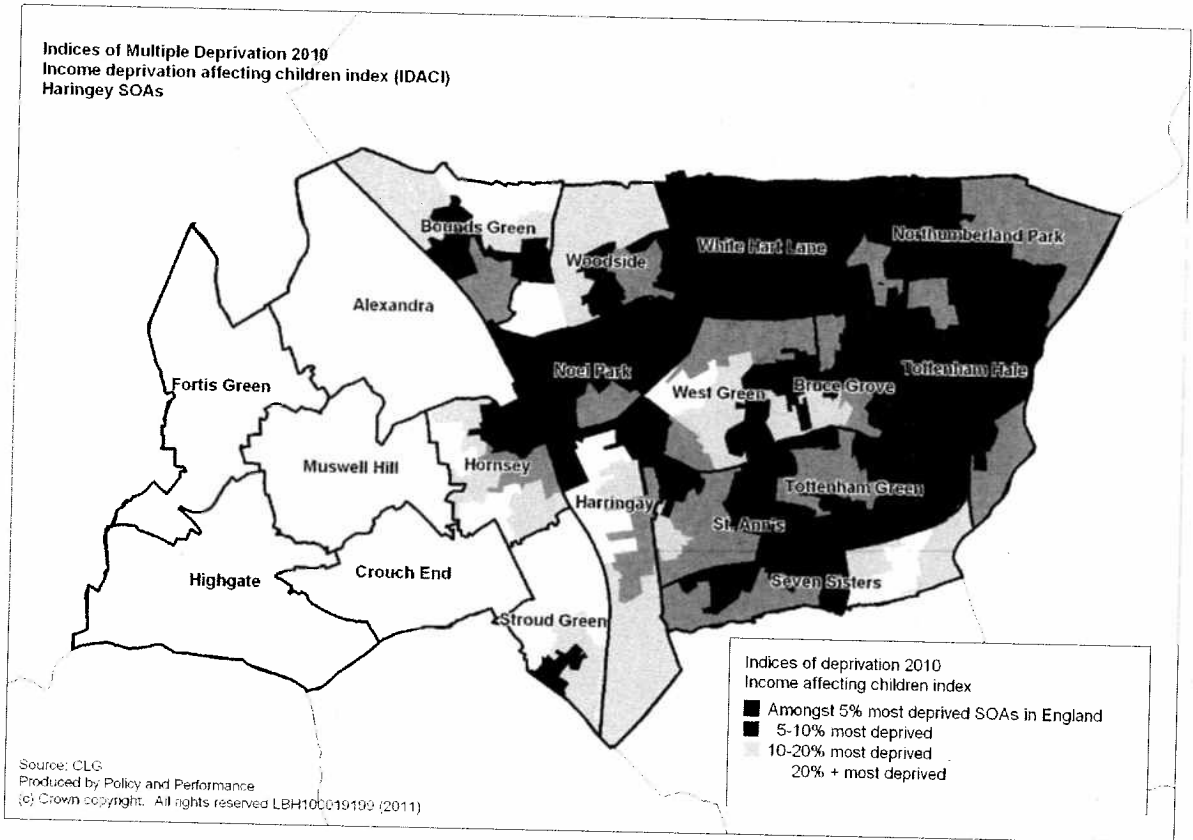 Indices of Multiple Deprivation 2010
Income deprivation affecting children index (IDACI)
Haringey SOAs
Bounds Green
Woodside
White Hart Lane
Northumberland Park
Alexandra
Noel Park
Tottenham Hale
Fortis Green
West Green
Bruce Grove
Muswell Hill
Hornsey
Harringay
Tottenham Green
St. Ann's
Highgate
Crouch End
Seven Sisters
Stroud Green
Indices of deprivation 2010
Income affecting children index
Amongst 5% most deprived SOAs in England
5-10% most deprived
10-20% most deprived
20% + most deprived
Source: CLG
Produced by Policy and Performance
(c) Crown copyright. All rights reserved LBH100019199 (2011)